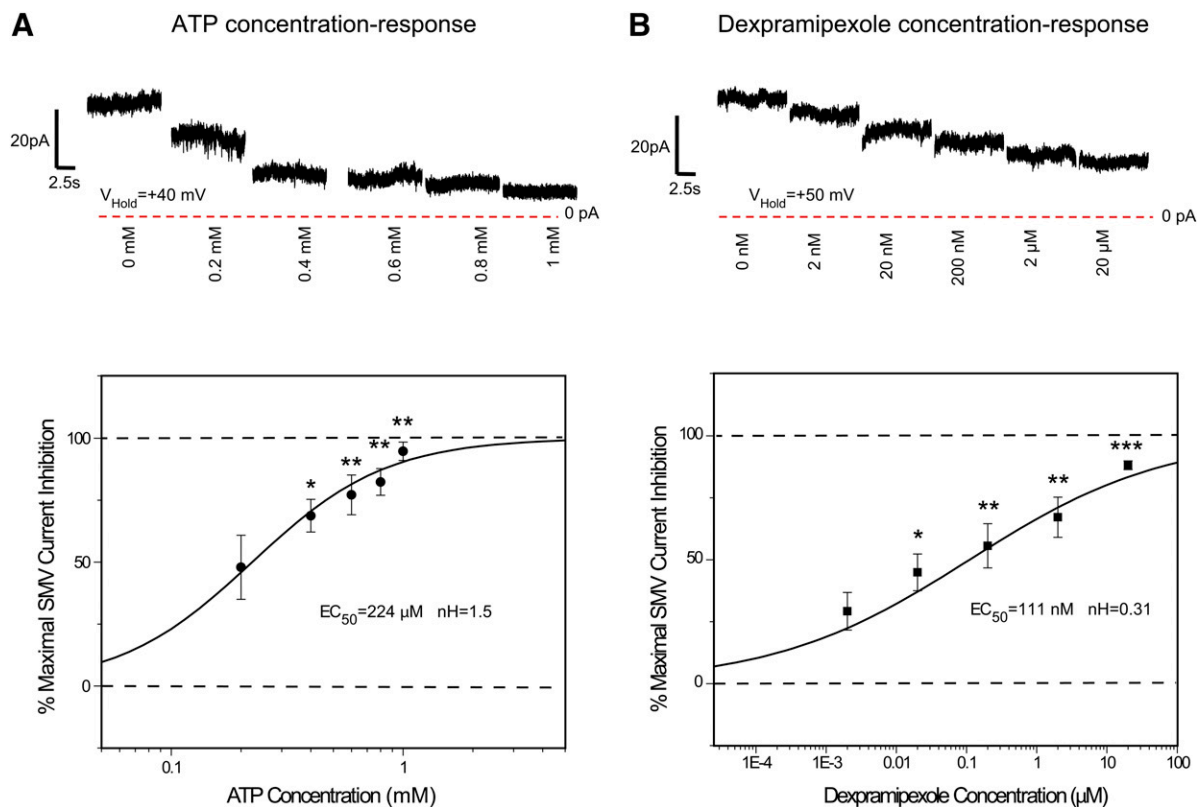 A
ATP concentration-response
20pA
2.5s
V_Hold=+40 mV
0 pA
0 mM
0.2 mM
0.4 mM
0.6 mM
0.8 mM
1 mM
% Maximal SMV Current Inhibition
100
50
0
*
**
**
**
EC50=224 µM nH=1.5
0.1
1
ATP Concentration (mM)
B
Dexpramipexole concentration-response
20pA
2.5s
V_Hold=+50 mV
0 pA
0 nM
2 nM
20 nM
200 nM
2 µM
20 µM
% Maximal SMV Current Inhibition
100
50
0
*
**
**
***
EC50=111 nM nH=0.31
1E-4
1E-3
0.01
0.1
1
10
100
Dexpramipexole Concentration (µM)